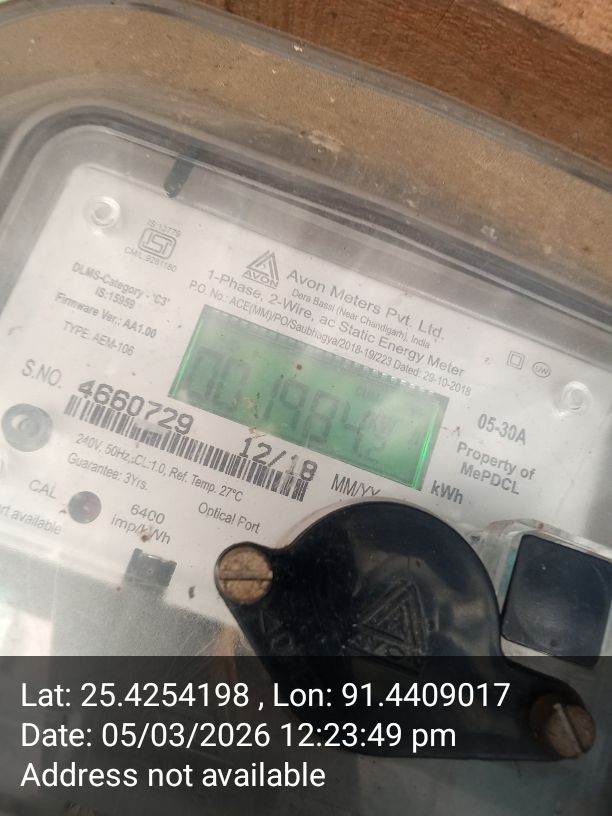 IS:12779
CM/L:9281160
AVON
Avon Meters Pvt. Ltd.
Dera Bassi (Near Chandigarh), India
1-Phase, 2-Wire, ac Static Energy Meter
P.O. No.: ACE(MM)/PO/Saubhagya/2018-19/223 Dated: 29-10-2018
DLMS-Category - 'C3'
IS:15959
Firmware Ver.: AA1.00
TYPE AEM-106
05-30A
Property of
MePDCL
kWh
S.NO. 4660729
12/18
MM/YY
240V, 50Hz, CL:1.0, Ref. Temp. 27°C
Guarantee: 3Yrs.
CAL
6400
imp/kWh
Optical Port
ort available
Lat: 25.4254198 , Lon: 91.4409017
Date: 05/03/2026 12:23:49 pm
Address not available